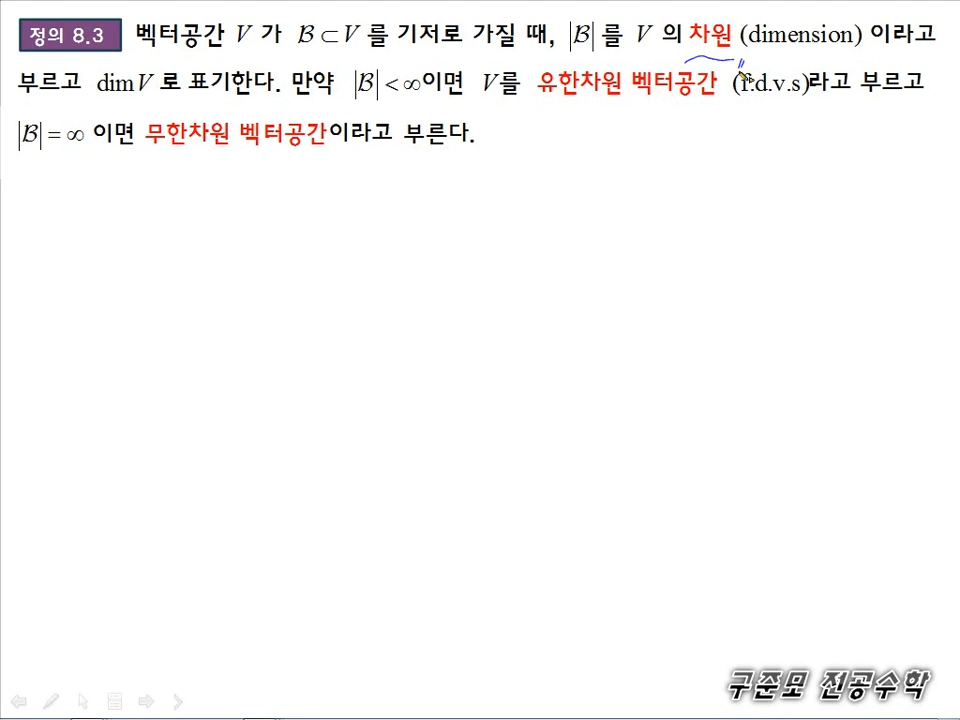 정의 8.3 벡터공간 V 가 ℬ ⊂ V 를 기저로 가질 때, |ℬ| 를 V 의 차원 (dimension) 이라고
부르고 dim V 로 표기한다. 만약 |ℬ| < ∞이면 V를 유한차원 벡터공간 (f.d.v.s)라고 부르고
|ℬ| = ∞ 이면 무한차원 벡터공간이라고 부른다.
구준모 전공수학